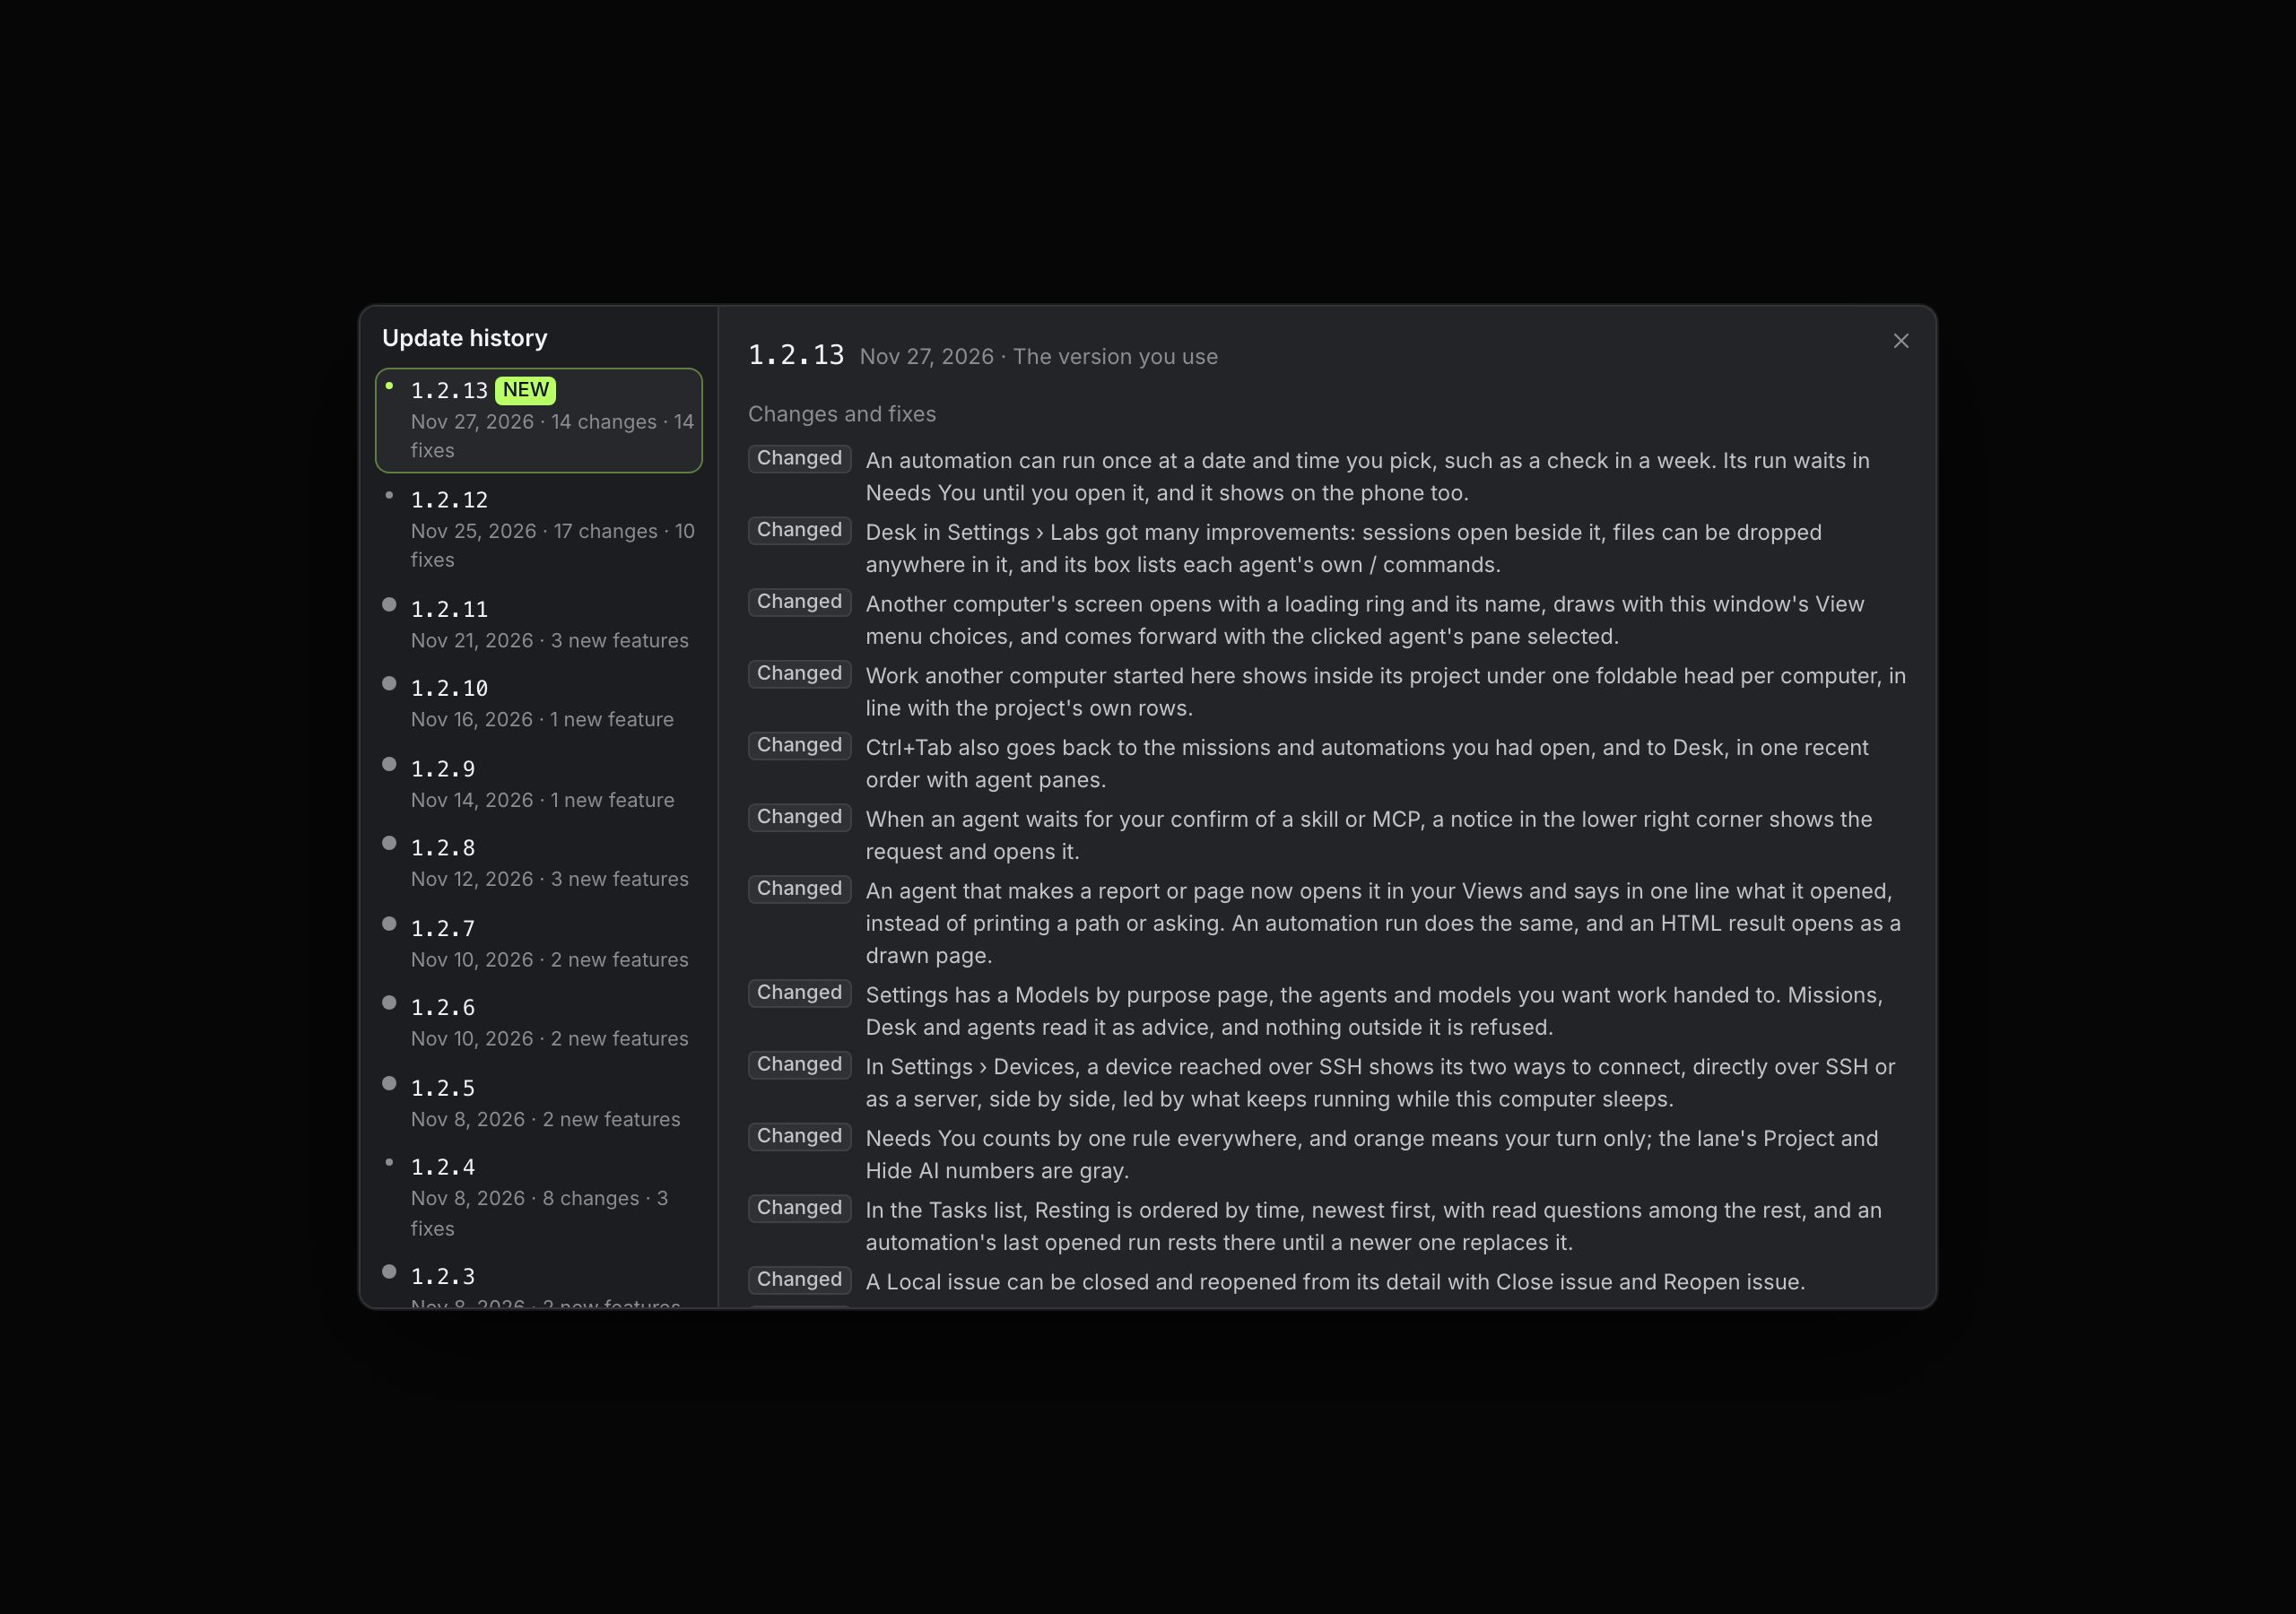 Update history
1.2.13 NEW
Nov 27, 2026 · 14 changes · 14
fixes
1.2.12
Nov 25, 2026 · 17 changes · 10
fixes
1.2.11
Nov 21, 2026 · 3 new features
1.2.10
Nov 16, 2026 · 1 new feature
1.2.9
Nov 14, 2026 · 1 new feature
1.2.8
Nov 12, 2026 · 3 new features
1.2.7
Nov 10, 2026 · 2 new features
1.2.6
Nov 10, 2026 · 2 new features
1.2.5
Nov 8, 2026 · 2 new features
1.2.4
Nov 8, 2026 · 8 changes · 3
fixes
1.2.3
Nov 8, 2026 · 2 new features
1.2.13 Nov 27, 2026 · The version you use
Changes and fixes
Changed An automation can run once at a date and time you pick, such as a check in a week. Its run waits in
Needs You until you open it, and it shows on the phone too.
Changed Desk in Settings › Labs got many improvements: sessions open beside it, files can be dropped
anywhere in it, and its box lists each agent's own / commands.
Changed Another computer's screen opens with a loading ring and its name, draws with this window's View
menu choices, and comes forward with the clicked agent's pane selected.
Changed Work another computer started here shows inside its project under one foldable head per computer, in
line with the project's own rows.
Changed Ctrl+Tab also goes back to the missions and automations you had open, and to Desk, in one recent
order with agent panes.
Changed When an agent waits for your confirm of a skill or MCP, a notice in the lower right corner shows the
request and opens it.
Changed An agent that makes a report or page now opens it in your Views and says in one line what it opened,
instead of printing a path or asking. An automation run does the same, and an HTML result opens as a
drawn page.
Changed Settings has a Models by purpose page, the agents and models you want work handed to. Missions,
Desk and agents read it as advice, and nothing outside it is refused.
Changed In Settings › Devices, a device reached over SSH shows its two ways to connect, directly over SSH or
as a server, side by side, led by what keeps running while this computer sleeps.
Changed Needs You counts by one rule everywhere, and orange means your turn only; the lane's Project and
Hide AI numbers are gray.
Changed In the Tasks list, Resting is ordered by time, newest first, with read questions among the rest, and an
automation's last opened run rests there until a newer one replaces it.
Changed A Local issue can be closed and reopened from its detail with Close issue and Reopen issue.